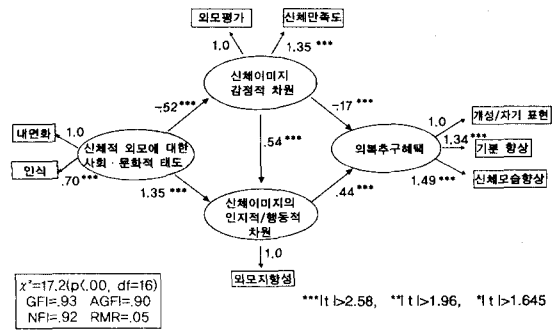 외모평가
신체만족도
1.0
1.35 ***
신체이미지
감정적 차원
-.52 ***
-.17 ***
내면화
1.0
인식
.70 ***
신체적 외모에 대한
사회·문화적 태도
.54 ***
의복추구혜택
1.0
개성/자기 표현
1.34 ***
기분 향상
1.49 ***
신체모습향상
1.35 ***
.44 ***
신체이미지의
인지적/행동적
차원
1.0
외모지향성
χ²=17.2(p<.00, df=16)
GFI=.93 AGFI=.90
NFI=.92 RMR=.05
***|t|>2.58, **|t|>1.96, *|t|>1.645